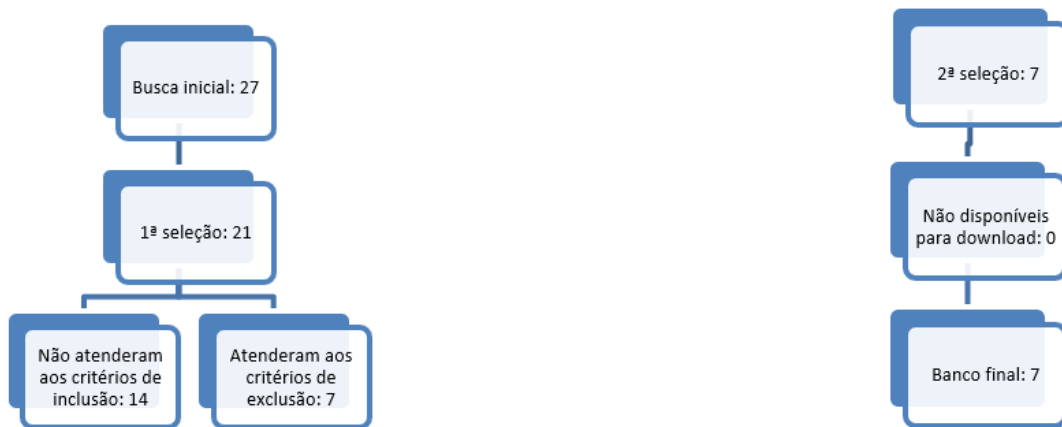 Busca inicial: 27
1ª seleção: 21
Não atenderam
aos critérios de
inclusão: 14
Atenderam aos
critérios de
exclusão: 7
2ª seleção: 7
Não disponíveis
para download: 0
Banco final: 7